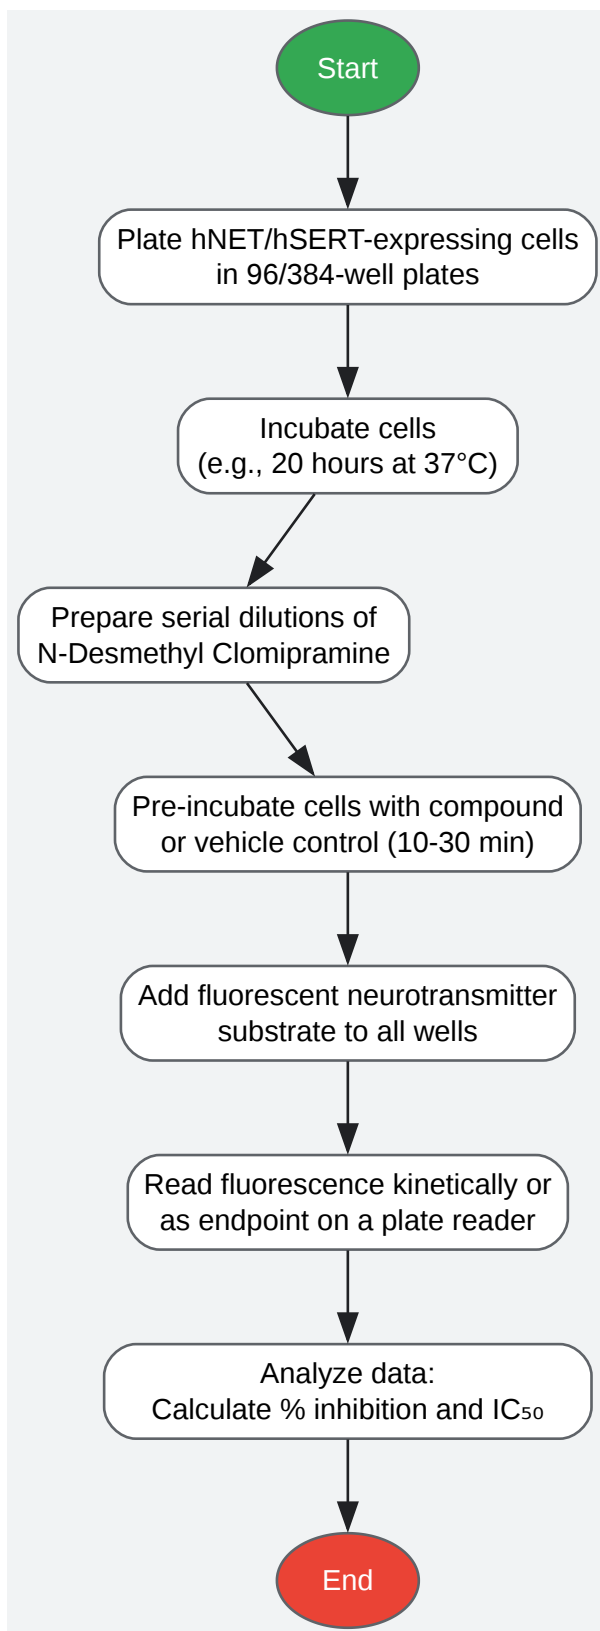 Start
Plate hNET/hSERT-expressing cells
in 96/384-well plates
Incubate cells
(e.g., 20 hours at 37°C)
Prepare serial dilutions of
N-Desmethyl Clomipramine
Pre-incubate cells with compound
or vehicle control (10-30 min)
Add fluorescent neurotransmitter
substrate to all wells
Read fluorescence kinetically or
as endpoint on a plate reader
Analyze data:
Calculate % inhibition and IC₅₀
End